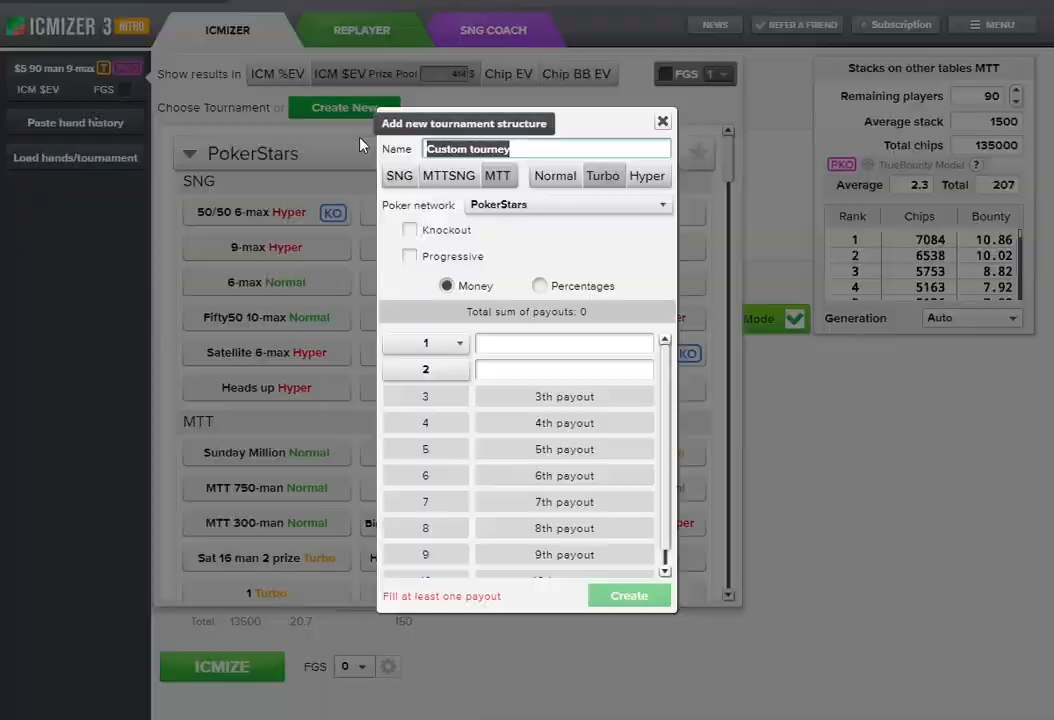 ICMIZER 3 NITRO
ICMIZER
REPLAYER
SNG COACH
NEWS
REFER A FRIEND
Subscription
MENU
$5 90 man 9-max T PKO
ICM $EV FGS
Paste hand history
Load hands/tournament
Show results in ICM %EV ICM $EV Prize Pool 414 $ Chip EV Chip BB EV FGS 1
Choose Tournament or Create New
PokerStars
SNG
50/50 6-max Hyper KO
9-max Hyper
6-max Normal
Fifty50 10-max Normal
Satellite 6-max Hyper
Heads up Hyper
MTT
Sunday Million Normal
MTT 750-man Normal
MTT 300-man Normal
Sat 16 man 2 prize Turbo
1 Turbo
Total 13500 20.7 150
ICMIZE FGS 0
Add new tournament structure
Name Custom tourney
SNG MTTSNG MTT Normal Turbo Hyper
Poker network PokerStars
Knockout
Progressive
Money Percentages
Total sum of payouts: 0
1
2
3 3th payout
4 4th payout
5 5th payout
6 6th payout
7 7th payout
8 8th payout
9 9th payout
Fill at least one payout Create
KO
Mode
Stacks on other tables MTT
Remaining players 90
Average stack 1500
Total chips 135000
PKO TrueBounty Model ?
Average 2.3 Total 207
Rank Chips Bounty
1 7084 10.86
2 6538 10.02
3 5753 8.82
4 5163 7.92
Generation Auto